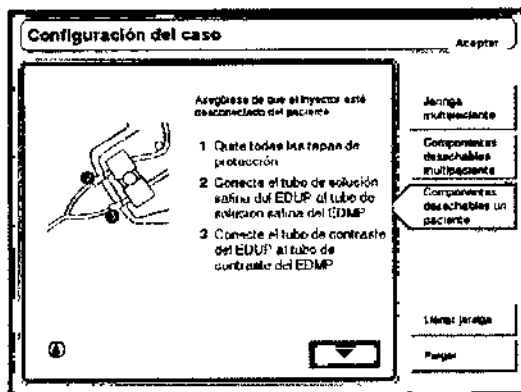 Configuración del caso
Aceptar
Asegúrese de que el inyector esté
desconectado del paciente
1 Quite todas las tapas de
protección
2 Conecte el tubo de solución
salina del EDUP al tubo de
solución salina del EDMP
3 Conecte el tubo de contraste
del EDUP al tubo de
contraste del EDMP
Jeringa
multipaciente
Componentes
desechables
multipaciente
Componentes
desechables un
paciente
Llenar jeringa
Purgar